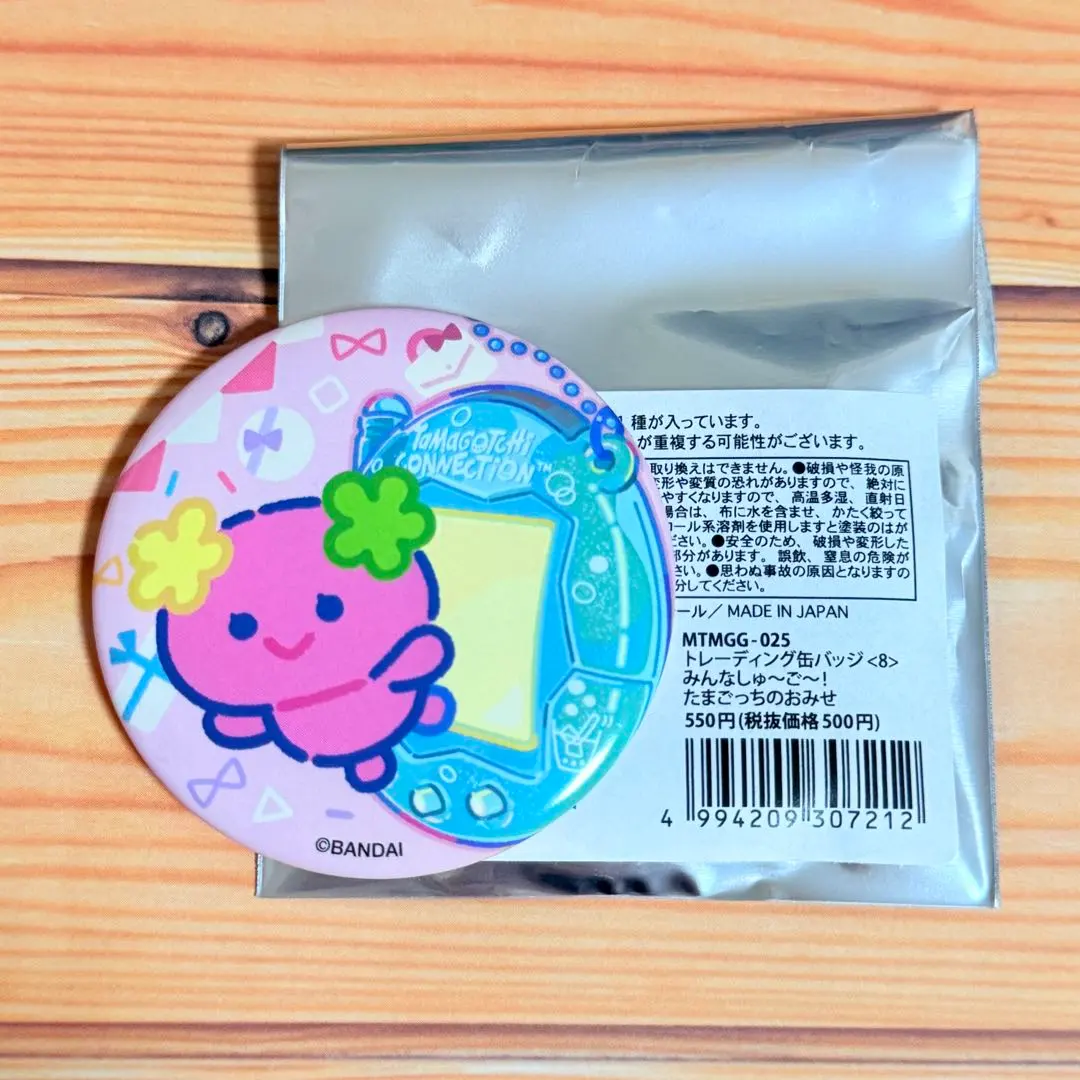 TaMaGoTCHi
CONNECTiON™
©BANDAI
種が入っています。
が重複する可能性がございます。
取り換えはできません。●破損や怪我の原
変形や変質の恐れがありますので、絶対に
やすくなりますので、高温多湿、直射日
場合は、布に水を含ませ、かたく絞って
コール系溶剤を使用しますと塗装のはが
ださい。●安全のため、破損や変形した
部分があります。誤飲、窒息の危険が
さい。●思わぬ事故の原因となりますの
分してください。
ール／MADE IN JAPAN
MTMGG-025
トレーディング缶バッジ<8>
みんなしゅ〜ご〜!
たまごっちのおみせ
550円(税抜価格500円)
4 994209 307212